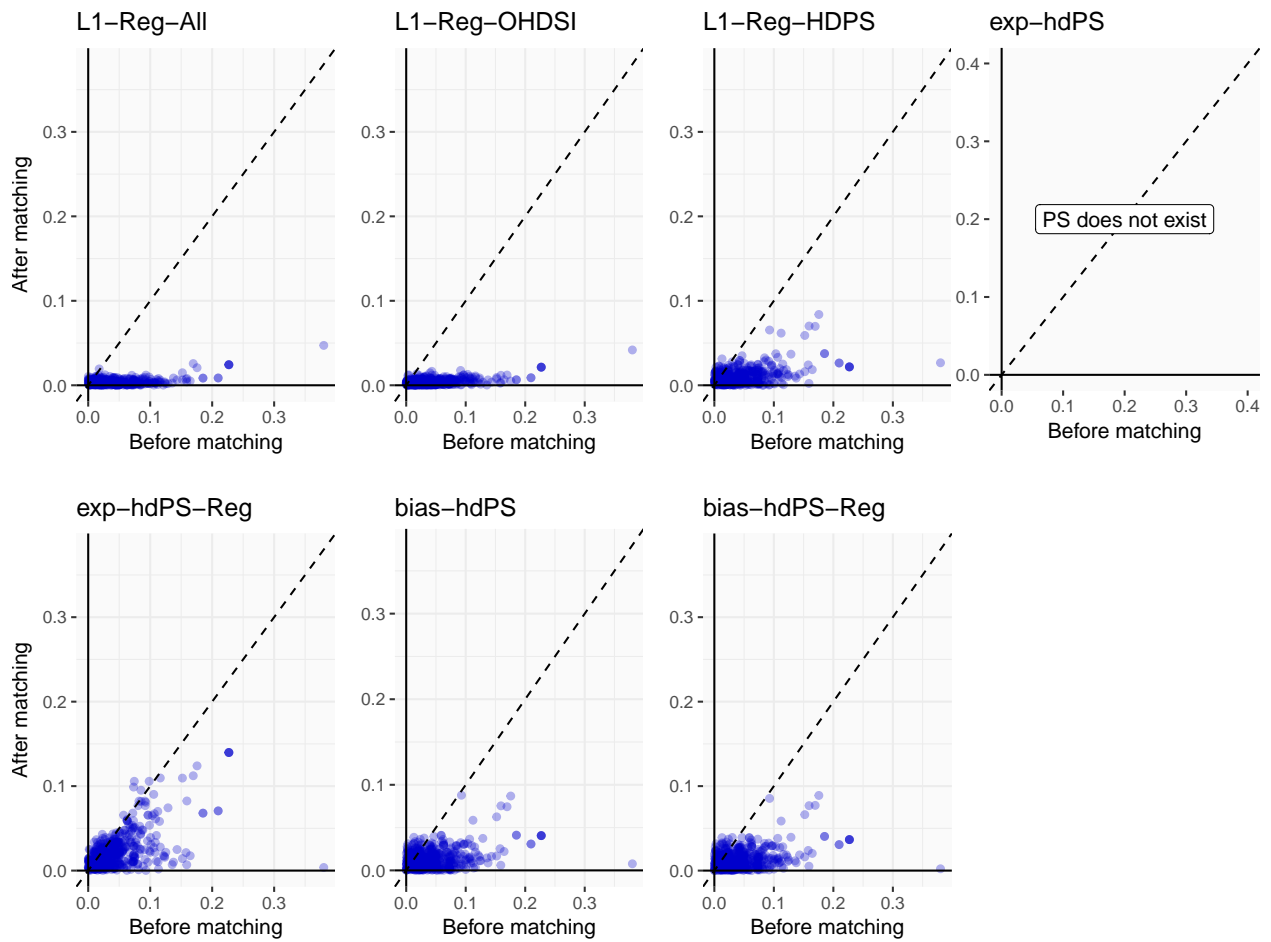 L1−Reg−All
L1−Reg−OHDSI
L1−Reg−HDPS
exp−hdPS
After matching
0.3
0.2
0.1
0.0
0.0 0.1 0.2 0.3
Before matching
0.3
0.2
0.1
0.0
0.0 0.1 0.2 0.3
Before matching
0.3
0.2
0.1
0.0
0.0 0.1 0.2 0.3
Before matching
0.4
0.3
0.2
0.1
0.0
PS does not exist
0.0 0.1 0.2 0.3 0.4
Before matching
exp−hdPS−Reg
bias−hdPS
bias−hdPS−Reg
After matching
0.3
0.2
0.1
0.0
0.0 0.1 0.2 0.3
Before matching
0.3
0.2
0.1
0.0
0.0 0.1 0.2 0.3
Before matching
0.3
0.2
0.1
0.0
0.0 0.1 0.2 0.3
Before matching